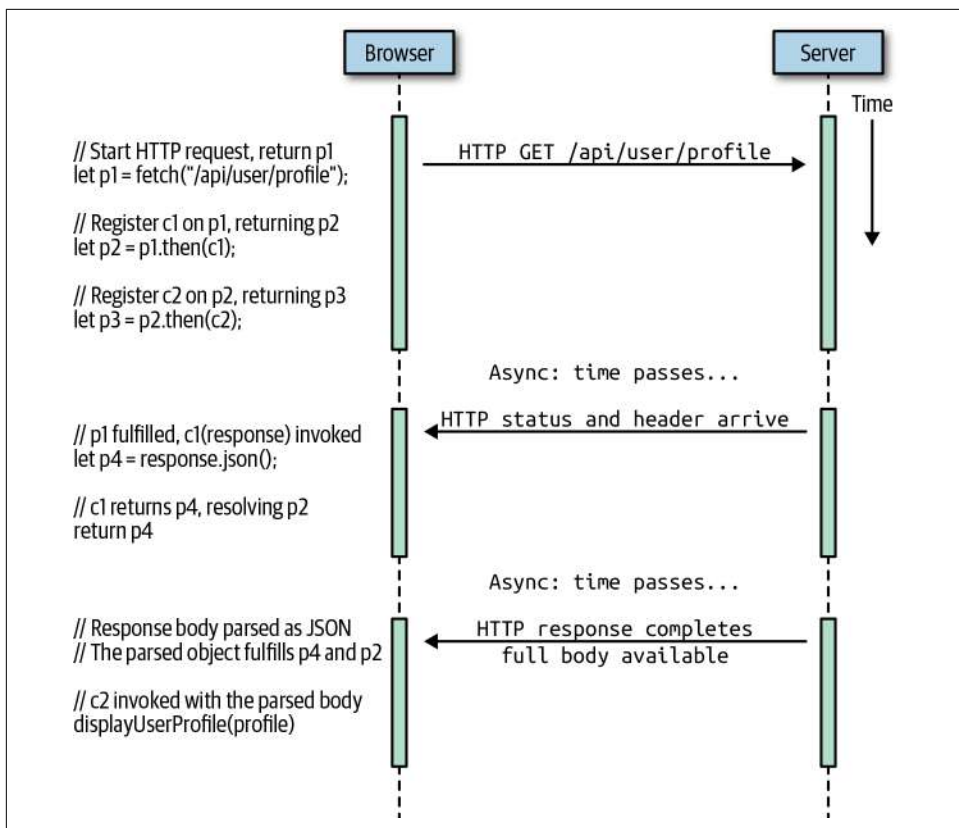 Browser
Server
Time
// Start HTTP request, return p1
let p1 = fetch("/api/user/profile");
HTTP GET /api/user/profile
// Register c1 on p1, returning p2
let p2 = p1.then(c1);
// Register c2 on p2, returning p3
let p3 = p2.then(c2);
Async: time passes...
HTTP status and header arrive
// p1 fulfilled, c1(response) invoked
let p4 = response.json();
// c1 returns p4, resolving p2
return p4
Async: time passes...
HTTP response completes
full body available
// Response body parsed as JSON
// The parsed object fulfills p4 and p2
// c2 invoked with the parsed body
displayUserProfile(profile)